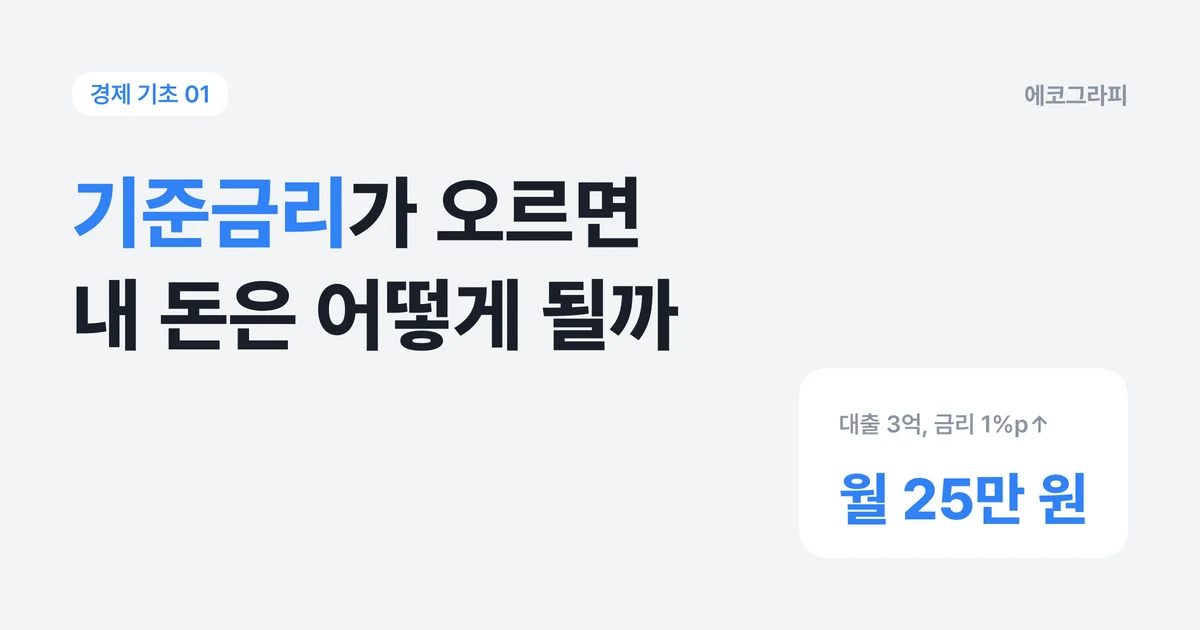 경제 기초 01
에코그라피
기준금리가 오르면
내 돈은 어떻게 될까
대출 3억, 금리 1%p↑
월 25만 원